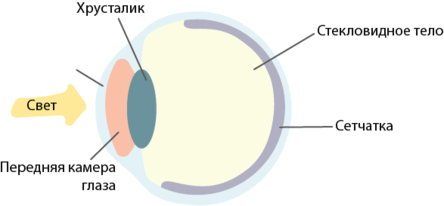 Хрусталик
Стекловидное тело
Свет
Сетчатка
Передняя камера
глаза